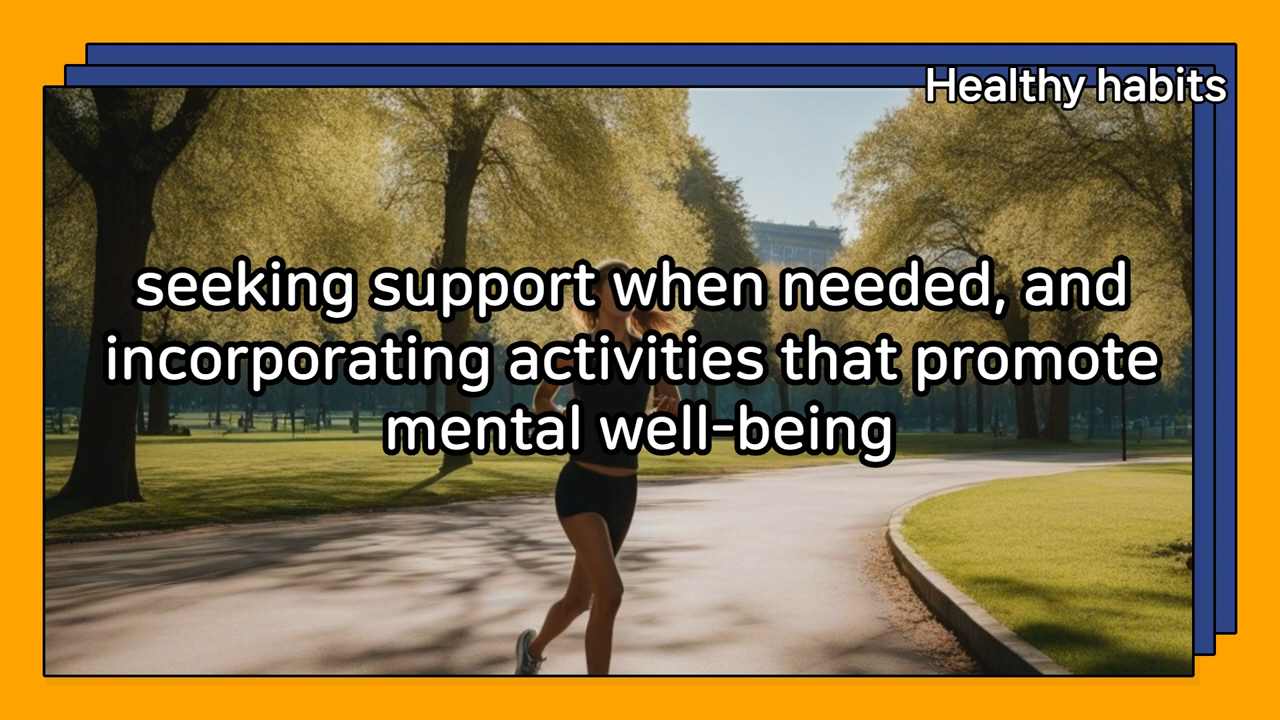 Healthy habits
seeking support when needed, and
incorporating activities that promote
mental well-being